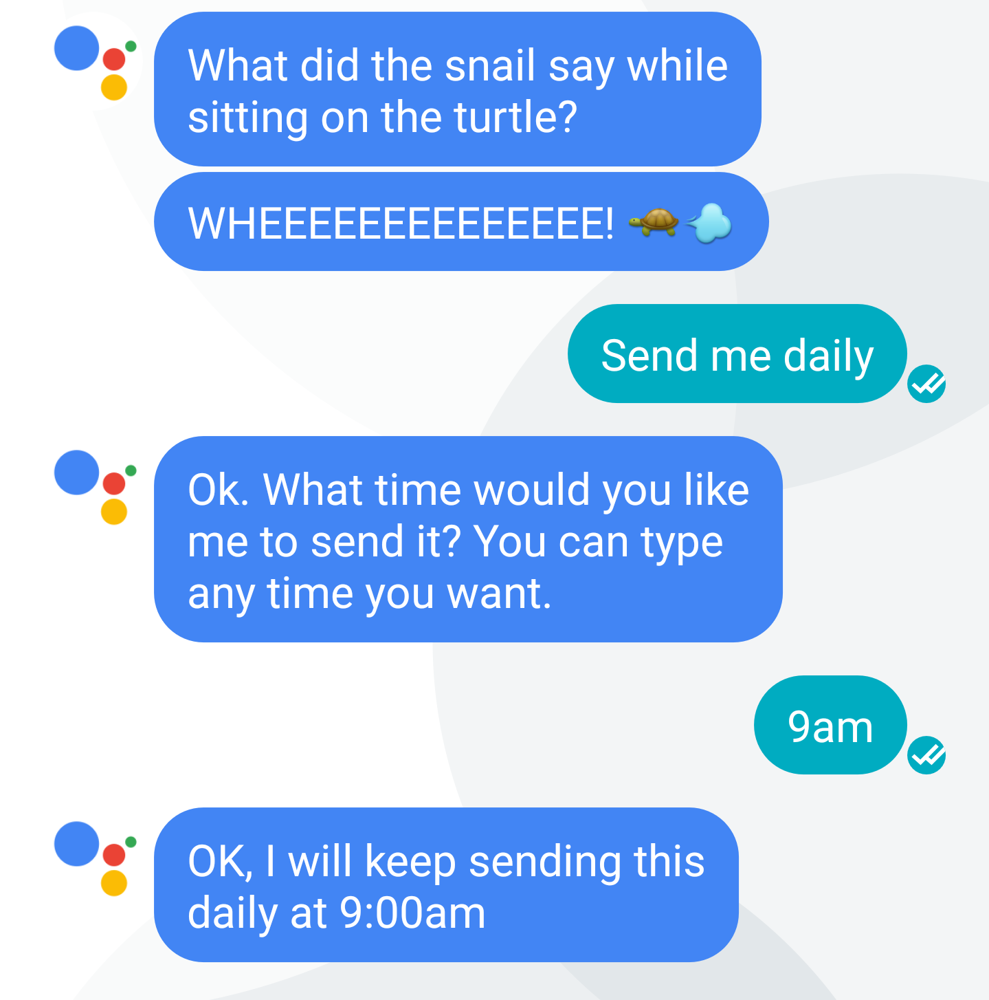 What did the snail say while
sitting on the turtle?
WHEEEEEEEEEEEEEE! 🐢💨
Send me daily
Ok. What time would you like
me to send it? You can type
any time you want.
9am
OK, I will keep sending this
daily at 9:00am